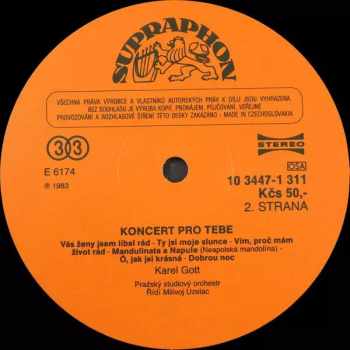 SUPRAPHON
VŠECHNA PRÁVA VÝROBCE A VLASTNÍKŮ AUTORSKÝCH PRÁV K DÍLU JSOU VYHRAZENA.
BEZ SOUHLASU JE VÝROBA KOPIÍ, PRONÁJEM, PŮJČOVÁNÍ, VEŘEJNÉ
PROVOZOVÁNÍ A ROZHLASOVÉ ŠÍŘENÍ TÉTO DESKY ZAKÁZÁNO · MADE IN CZECHOSLOVAKIA
33
STEREO
E 6174
OSA
℗ 1983
10 3447-1 311
Kčs 50,-
2. STRANA
KONCERT PRO TEBE
Vás ženy jsem líbal rád - Ty jsi moje slunce - Vím, proč mám
život rád - Mandulinata a Napule (Neapolská mandolína) -
Ó, jak jsi krásná - Dobrou noc
Karel Gott
Pražský studiový orchestr
Řídí Milivoj Uzelac